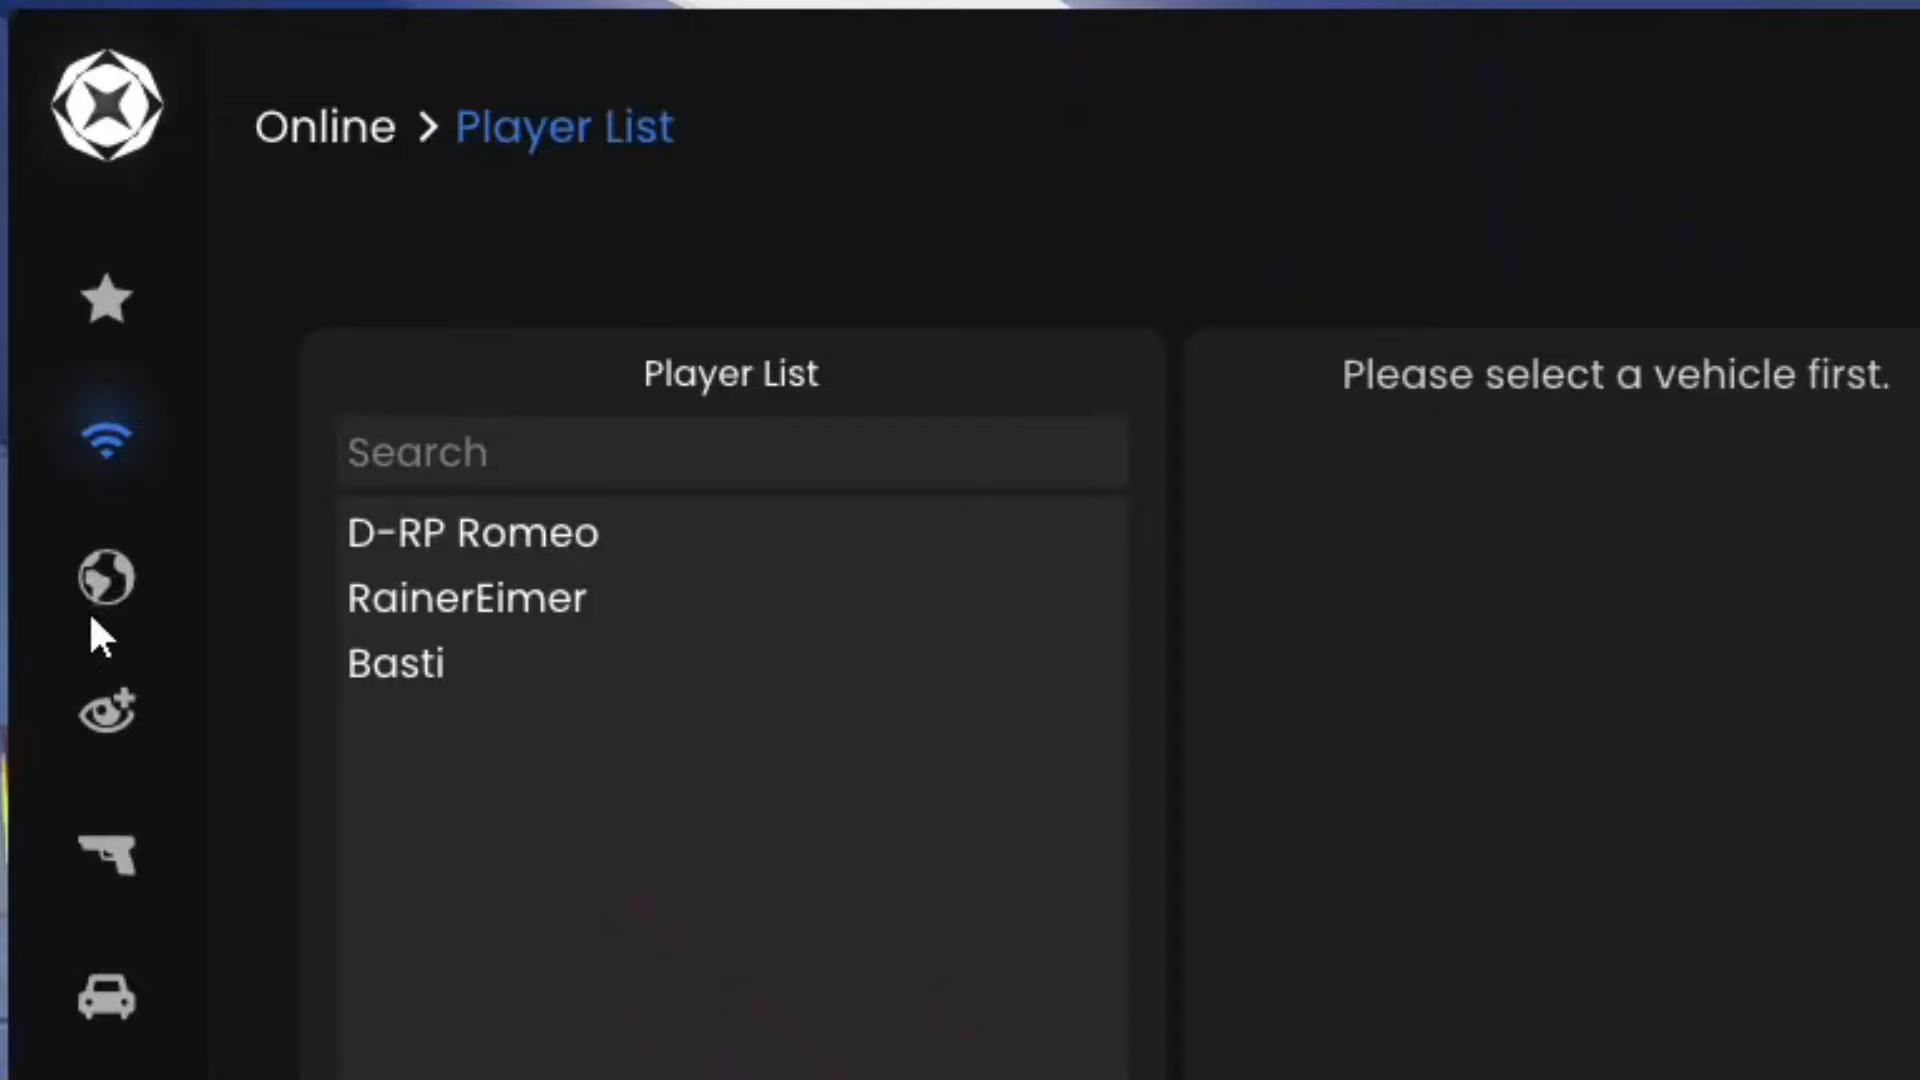 Online > Player List
Player List
Please select a vehicle first.
Search
D-RP Romeo
RainerEimer
Basti